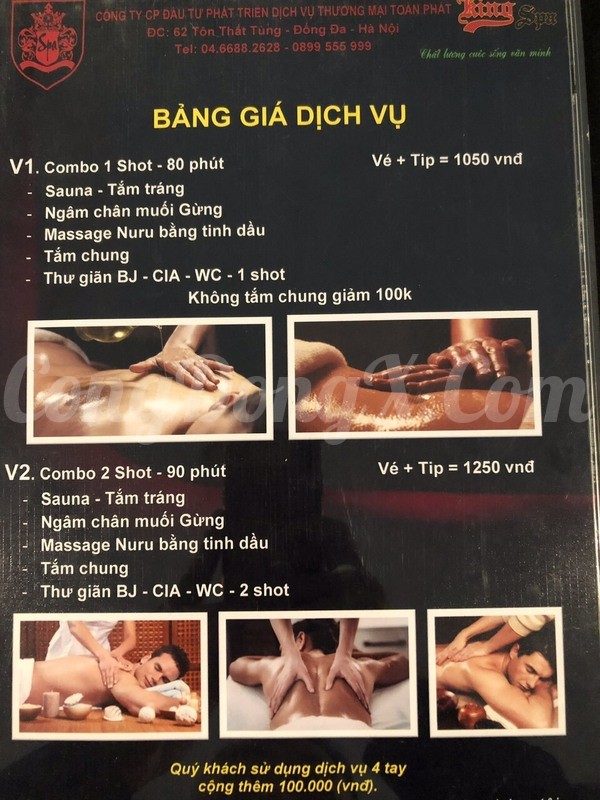 CÔNG TY CP ĐẦU TƯ PHÁT TRIỂN DỊCH VỤ THƯƠNG MẠI TOÀN PHÁT
ĐC: 62 Tôn Thất Tùng - Đống Đa - Hà Nội
Tel: 04.6688.2628 - 0899 555 999
Spa
King Spa
Chất lượng cuộc sống văn minh
BẢNG GIÁ DỊCH VỤ
V1. Combo 1 Shot - 80 phút Vé + Tip = 1050 vnđ
- Sauna - Tắm tráng
- Ngâm chân muối Gừng
- Massage Nuru bằng tinh dầu
- Tắm chung
- Thư giãn BJ - CIA - WC - 1 shot
Không tắm chung giảm 100k
CongDongX.Com
V2. Combo 2 Shot - 90 phút Vé + Tip = 1250 vnđ
- Sauna - Tắm tráng
- Ngâm chân muối Gừng
- Massage Nuru bằng tinh dầu
- Tắm chung
- Thư giãn BJ - CIA - WC - 2 shot
Quý khách sử dụng dịch vụ 4 tay
cộng thêm 100.000 (vnđ).